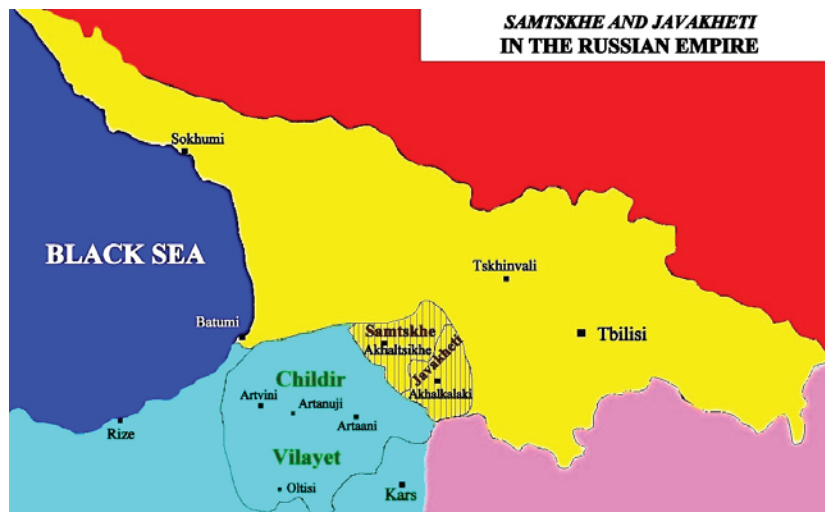 SAMTSKHE AND JAVAKHETI
IN THE RUSSIAN EMPIRE
Sokhumi
BLACK SEA
Tskhinvali
Batumi
Samtskhe
Akhaltsikhe
Tbilisi
Javakheti
Childir
Akhalkalaki
Artvini
Artanuji
Artaani
Rize
Vilayet
Oltisi
Kars